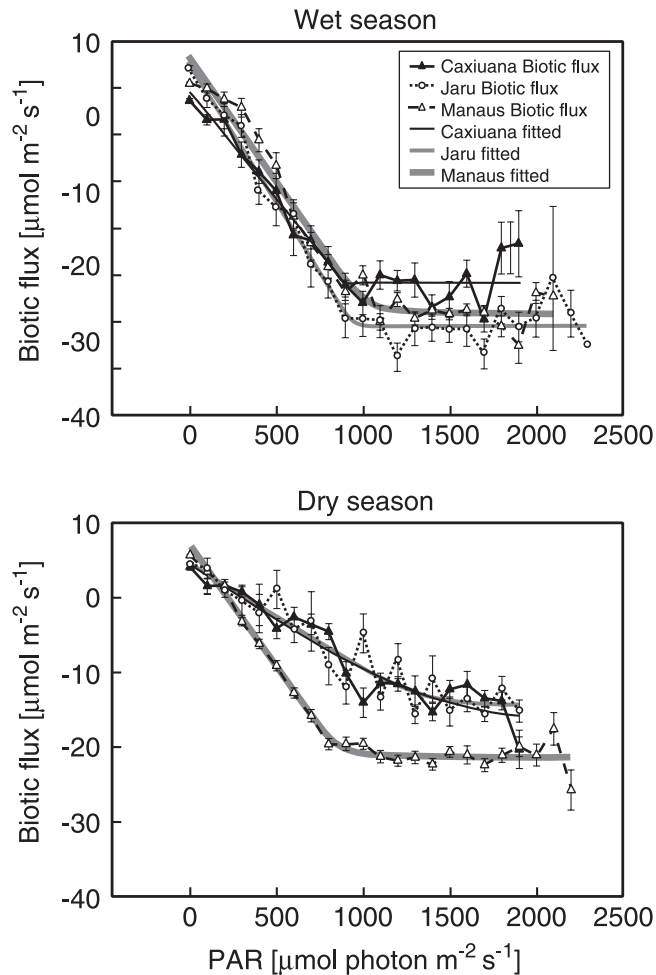 Wet season
10
0
-10
-20
-30
-40
Biotic flux [μmol m-2 s-1]
Caxiuana Biotic flux
Jaru Biotic flux
Manaus Biotic flux
Caxiuana fitted
Jaru fitted
Manaus fitted
0 500 1000 1500 2000 2500
Dry season
10
0
-10
-20
-30
-40
Biotic flux [μmol m-2 s-1]
0 500 1000 1500 2000 2500
PAR [μmol photon m-2 s-1]